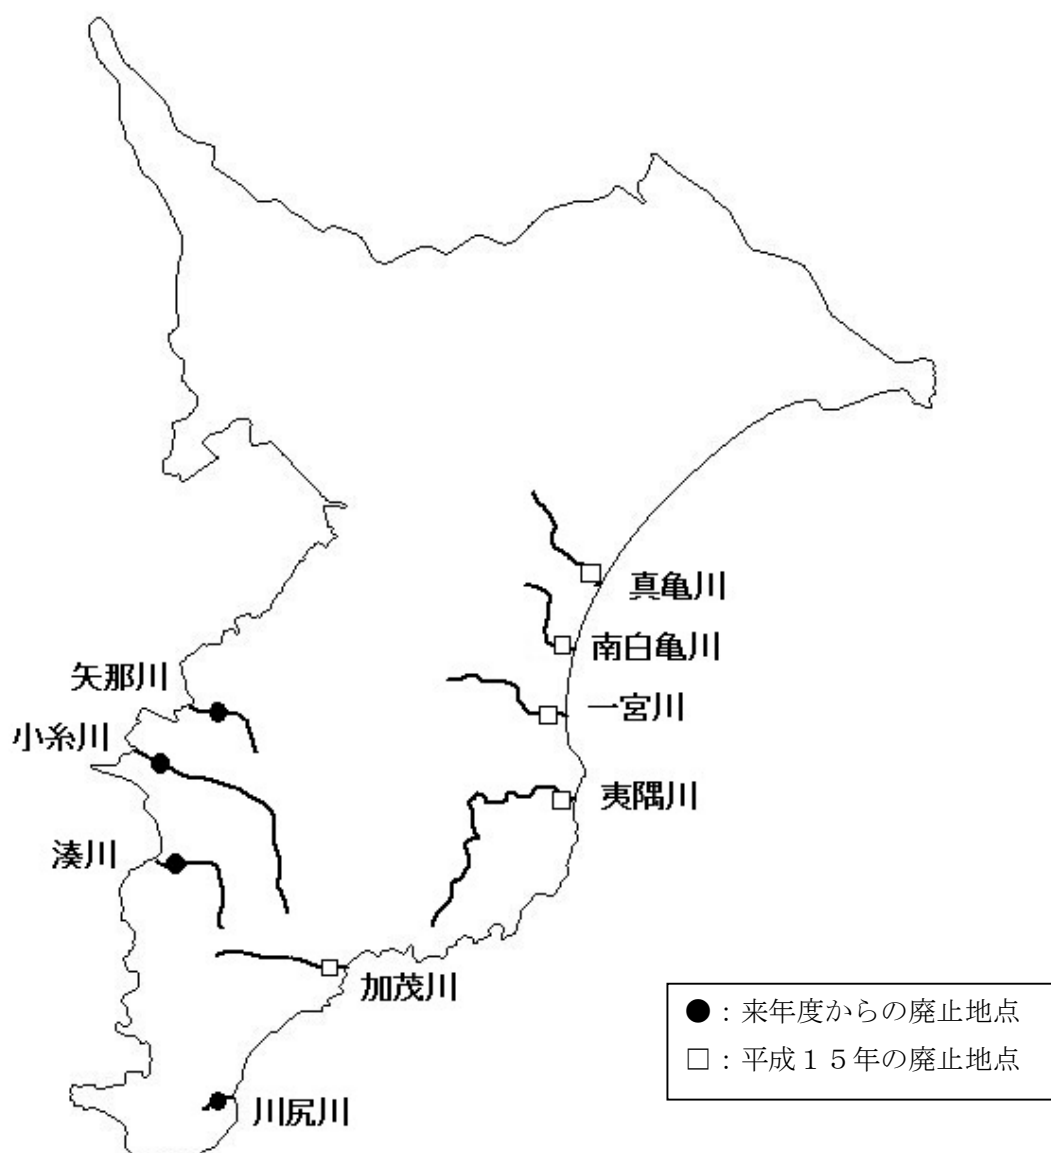 真亀川
南白亀川
矢那川
一宮川
小糸川
夷隅川
湊川
加茂川
●：来年度からの廃止地点
□：平成１５年の廃止地点
川尻川